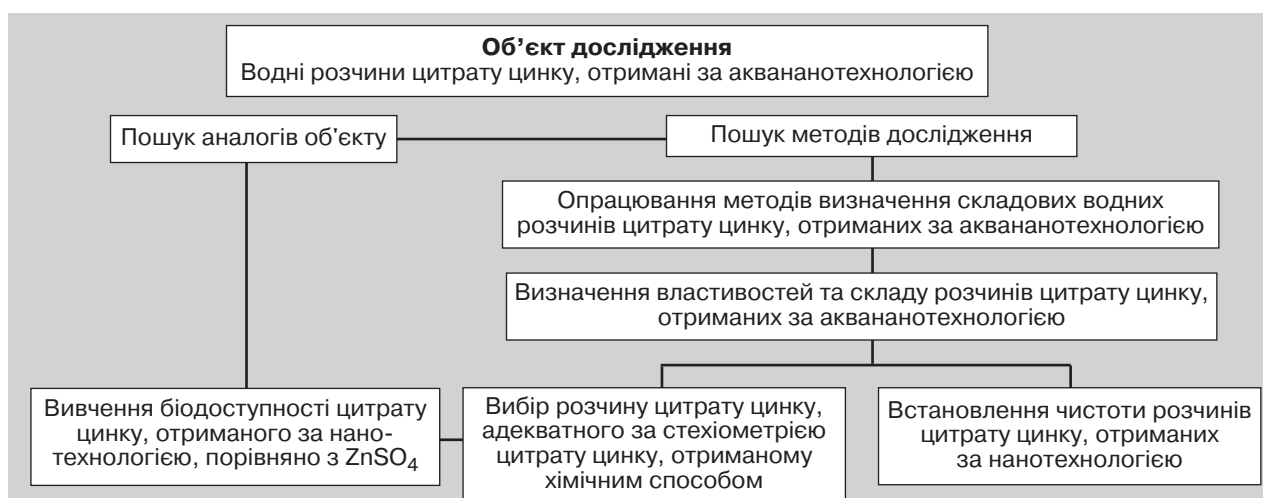 Об’єкт дослідження
Водні розчини цитрату цинку, отримані за аквананотехнологією
Пошук аналогів об’єкту
Пошук методів дослідження
Опрацювання методів визначення складових водних
розчинів цитрату цинку, отриманих за аквананотехнологією
Визначення властивостей та складу розчинів цитрату цинку,
отриманих за аквананотехнологією
Вивчення біодоступності цитрату
цинку, отриманого за нано-
технологією, порівняно з ZnSO4
Вибір розчину цитрату цинку,
адекватного за стехіометрією
цитрату цинку, отриманому
хімічним способом
Встановлення чистоти розчинів
цитрату цинку, отриманих
за нанотехнологією